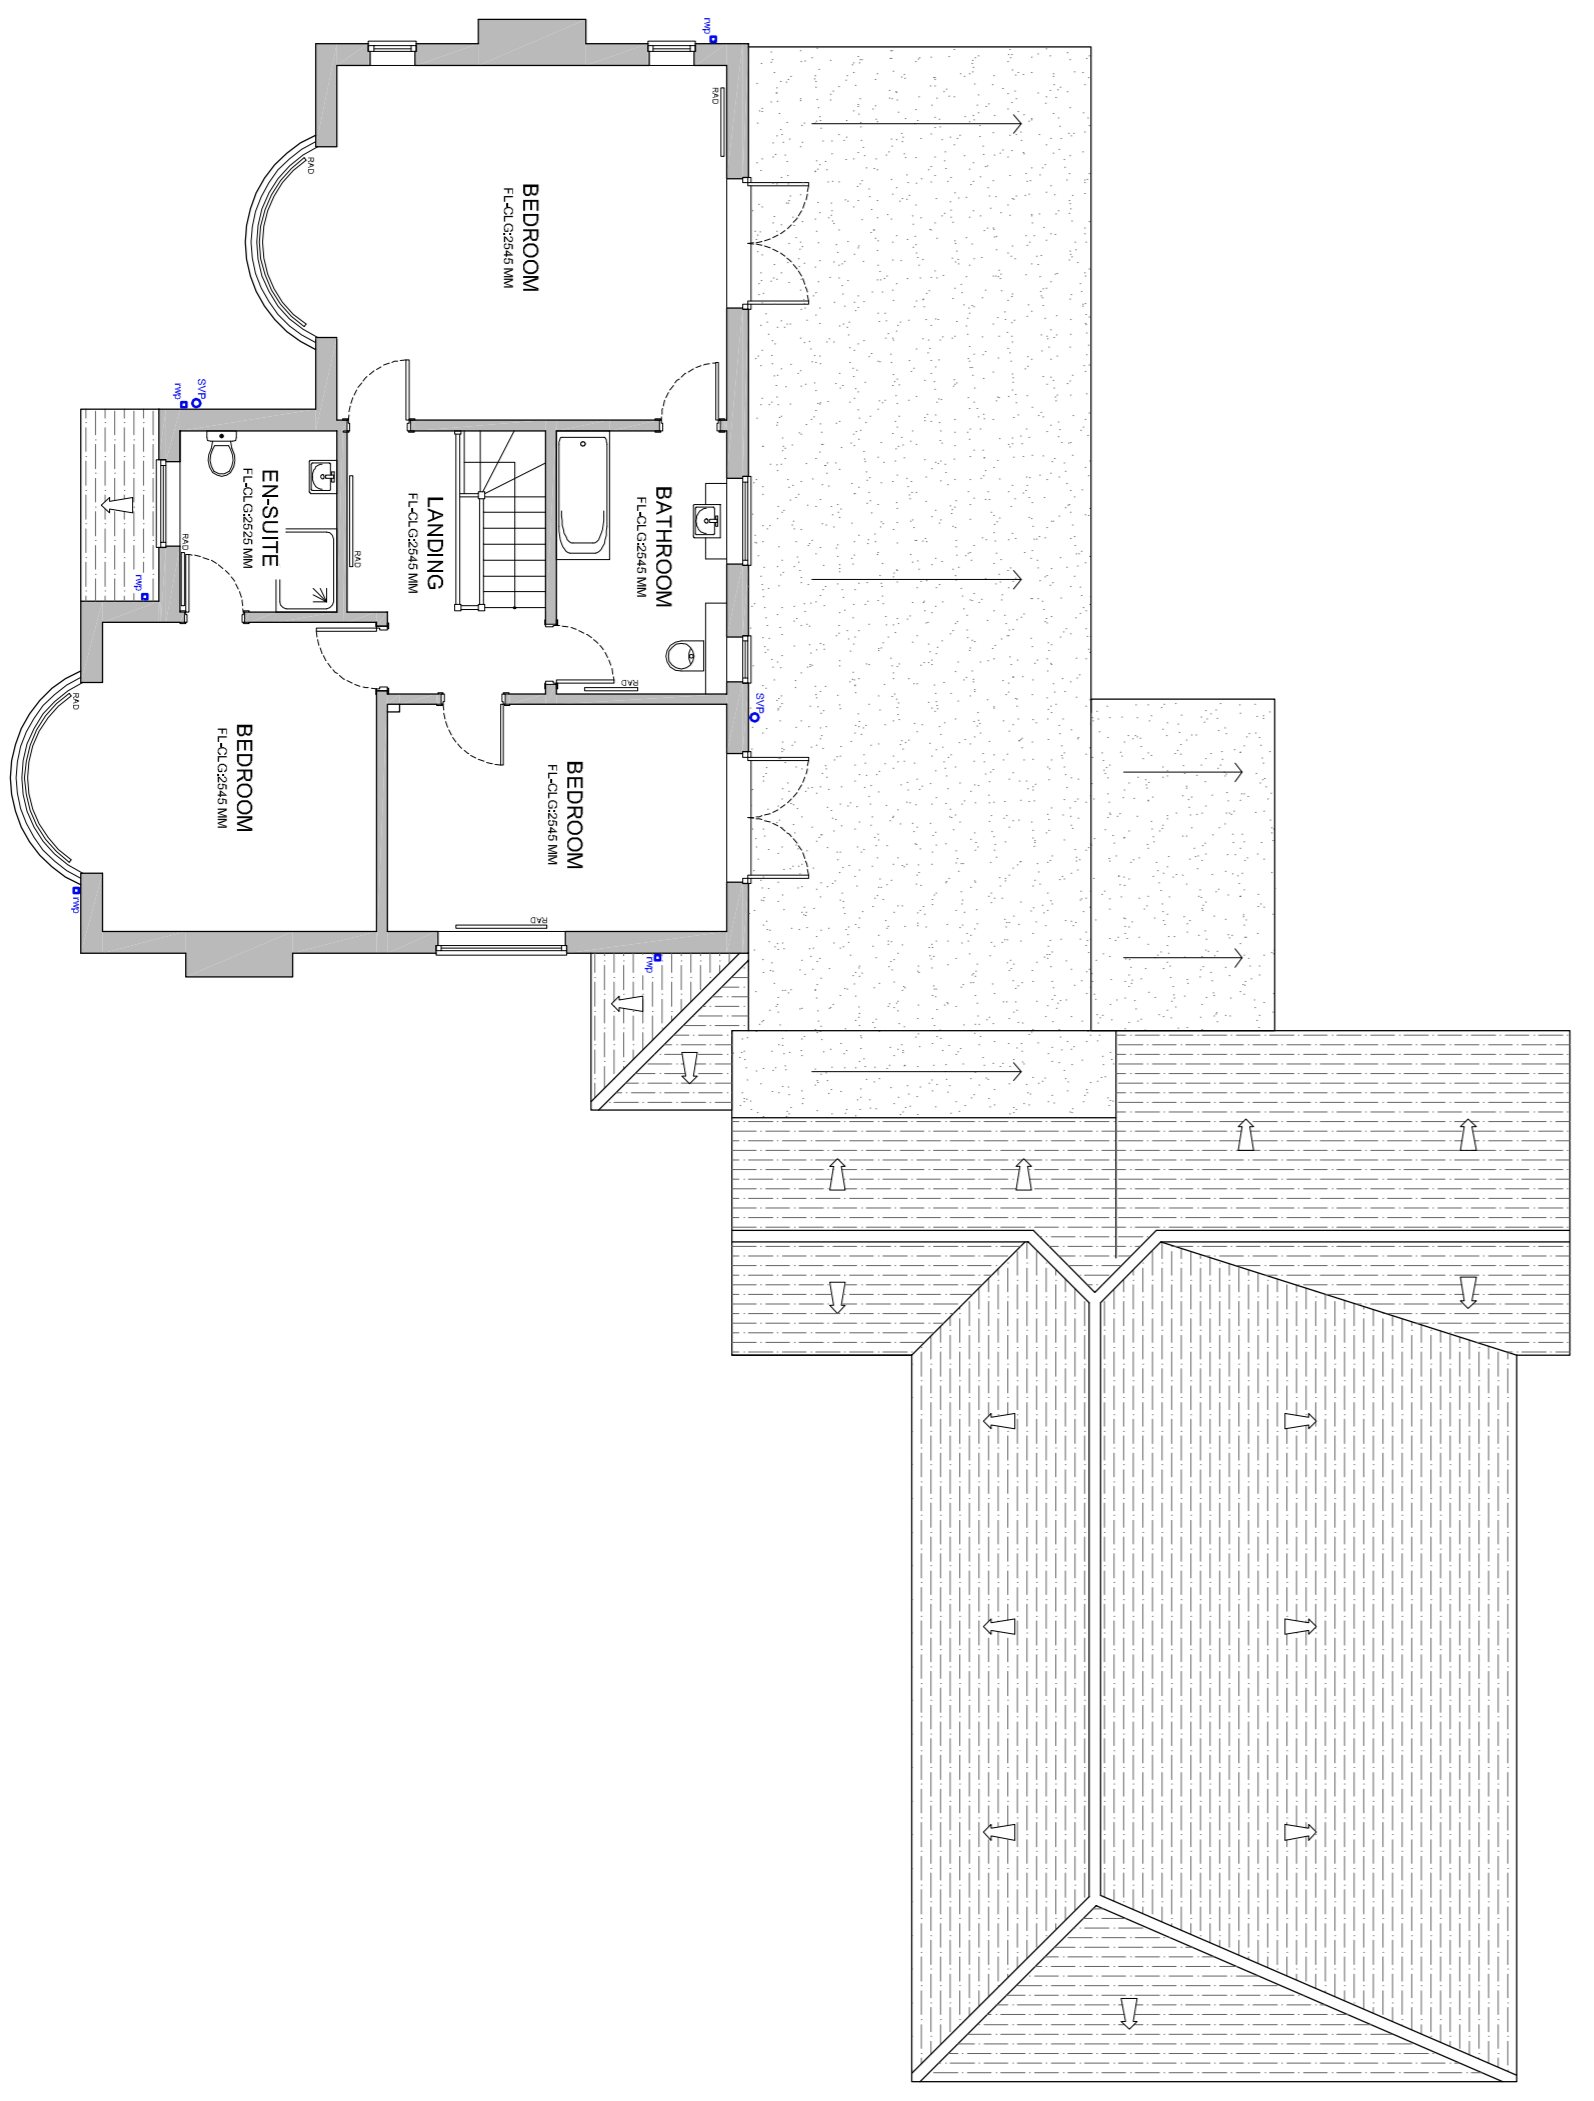 rwp
RAD
BEDROOM
FL-CLG:2545 MM
RAD
SVP
rwp
BATHROOM
FL-CLG:2545 MM
LANDING
FL-CLG:2545 MM
EN-SUITE
FL-CLG:2525 MM
RAD
RAD
rwp
RAD
SVP
RAD
BEDROOM
FL-CLG:2545 MM
BEDROOM
FL-CLG:2545 MM
RAD
rwp
rwp